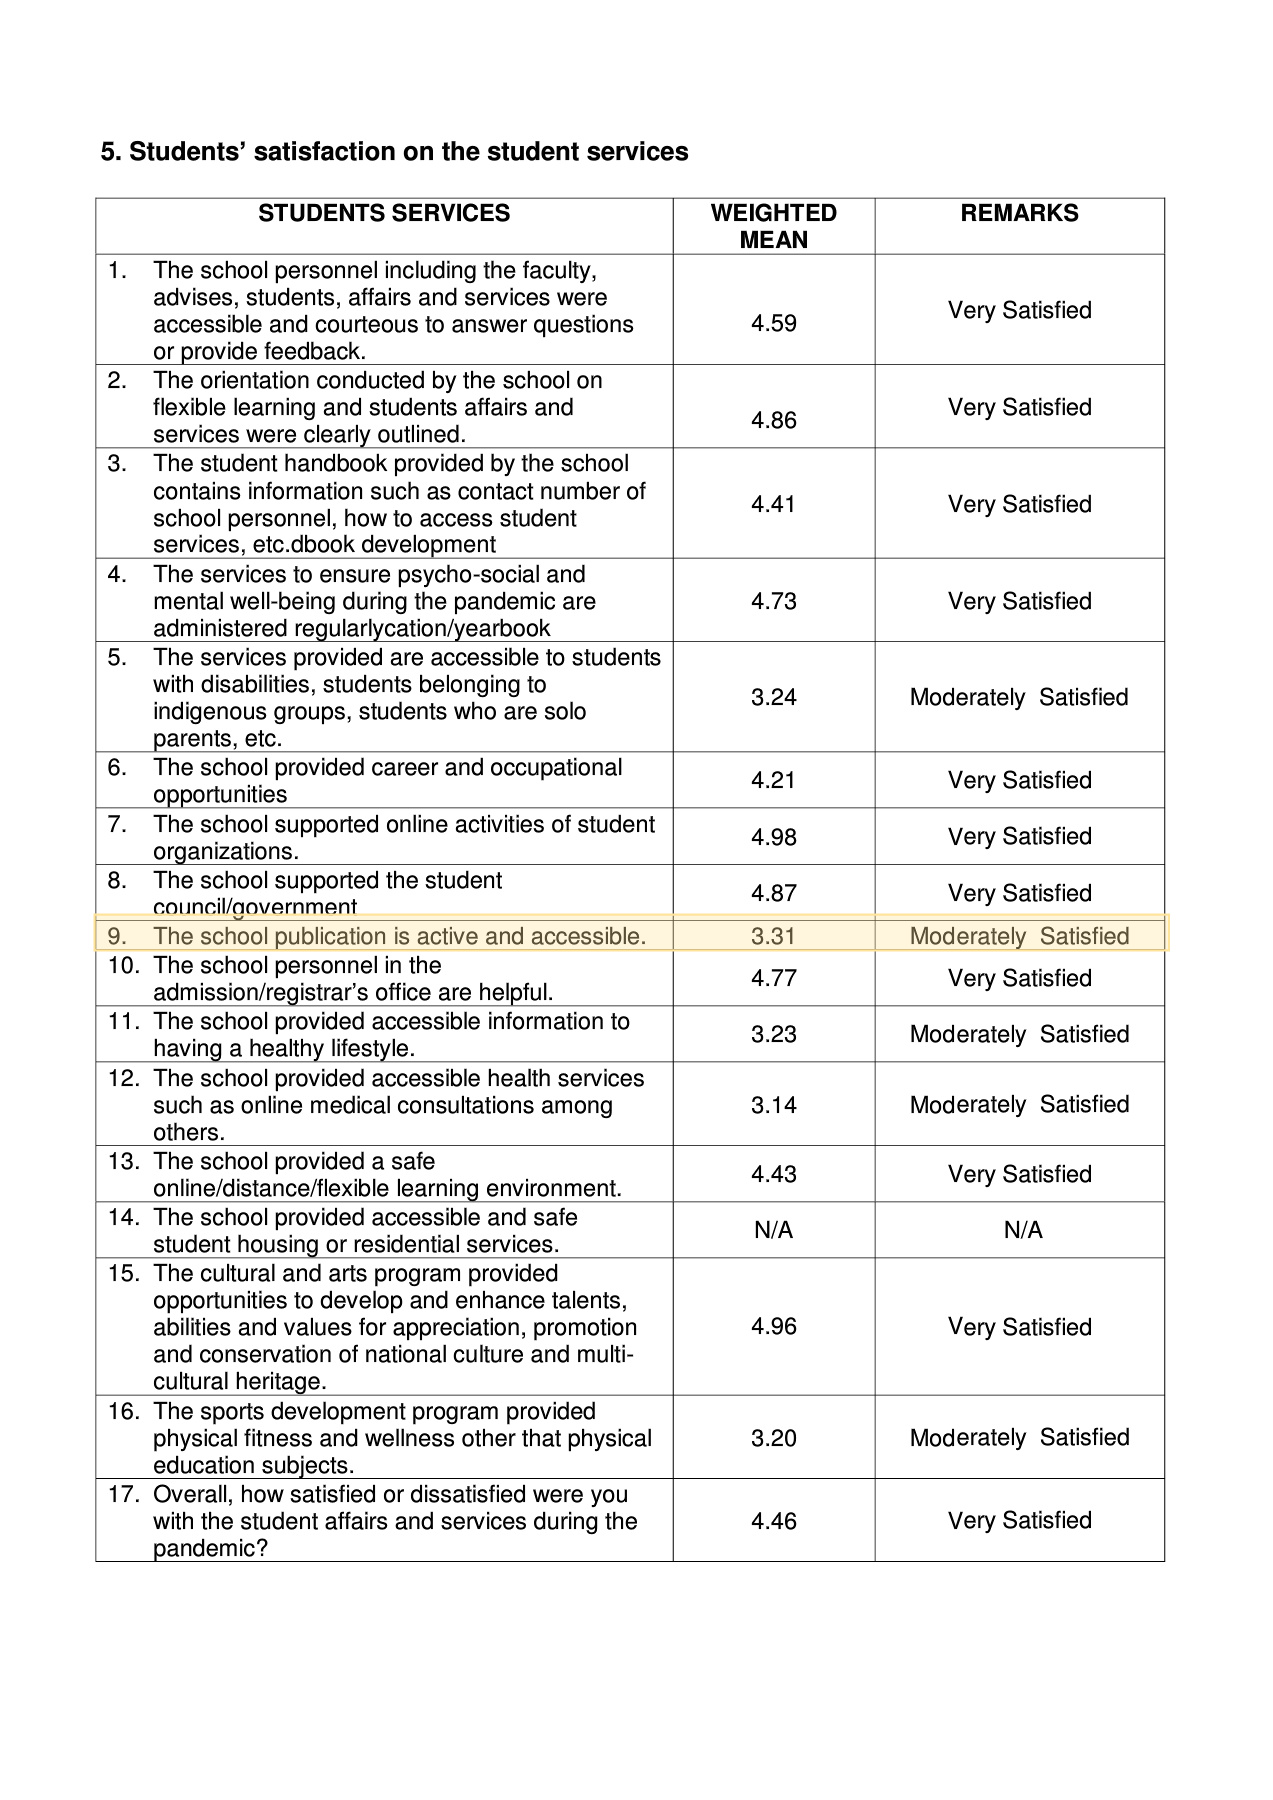 5. Students’ satisfaction on the student services
STUDENTS SERVICES
WEIGHTED
MEAN
REMARKS
1. The school personnel including the faculty,
advises, students, affairs and services were
accessible and courteous to answer questions
or provide feedback.
4.59
Very Satisfied
2. The orientation conducted by the school on
flexible learning and students affairs and
services were clearly outlined.
4.86
Very Satisfied
3. The student handbook provided by the school
contains information such as contact number of
school personnel, how to access student
services, etc.dbook development
4.41
Very Satisfied
4. The services to ensure psycho-social and
mental well-being during the pandemic are
administered regularlycation/yearbook
4.73
Very Satisfied
5. The services provided are accessible to students
with disabilities, students belonging to
indigenous groups, students who are solo
parents, etc.
3.24
Moderately Satisfied
6. The school provided career and occupational
opportunities
4.21
Very Satisfied
7. The school supported online activities of student
organizations.
4.98
Very Satisfied
8. The school supported the student
council/government
4.87
Very Satisfied
9. The school publication is active and accessible.
3.31
Moderately Satisfied
10. The school personnel in the
admission/registrar’s office are helpful.
4.77
Very Satisfied
11. The school provided accessible information to
having a healthy lifestyle.
3.23
Moderately Satisfied
12. The school provided accessible health services
such as online medical consultations among
others.
3.14
Moderately Satisfied
13. The school provided a safe
online/distance/flexible learning environment.
4.43
Very Satisfied
14. The school provided accessible and safe
student housing or residential services.
N/A
N/A
15. The cultural and arts program provided
opportunities to develop and enhance talents,
abilities and values for appreciation, promotion
and conservation of national culture and multi-
cultural heritage.
4.96
Very Satisfied
16. The sports development program provided
physical fitness and wellness other that physical
education subjects.
3.20
Moderately Satisfied
17. Overall, how satisfied or dissatisfied were you
with the student affairs and services during the
pandemic?
4.46
Very Satisfied